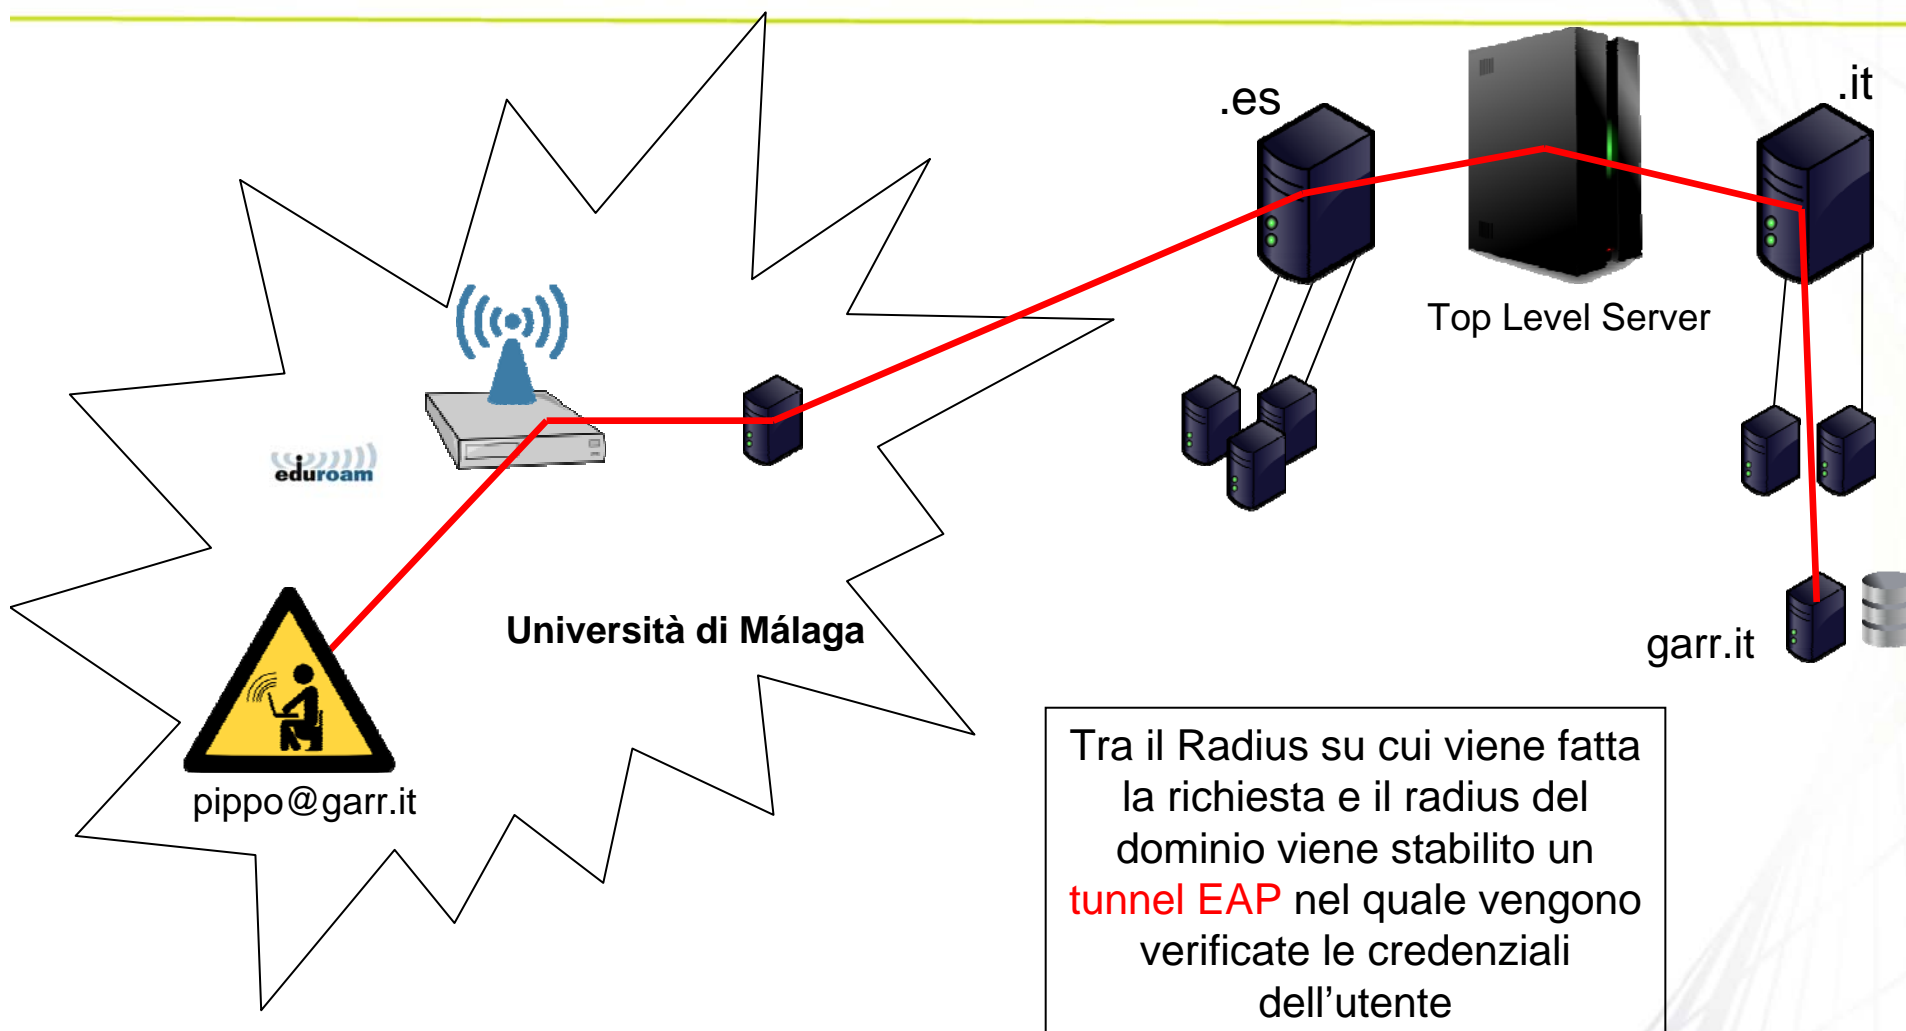 .es
.it
Top Level Server
eduroam
Università di Málaga
garr.it
pippo@garr.it
Tra il Radius su cui viene fatta
la richiesta e il radius del
dominio viene stabilito un
tunnel EAP nel quale vengono
verificate le credenziali
dell’utente